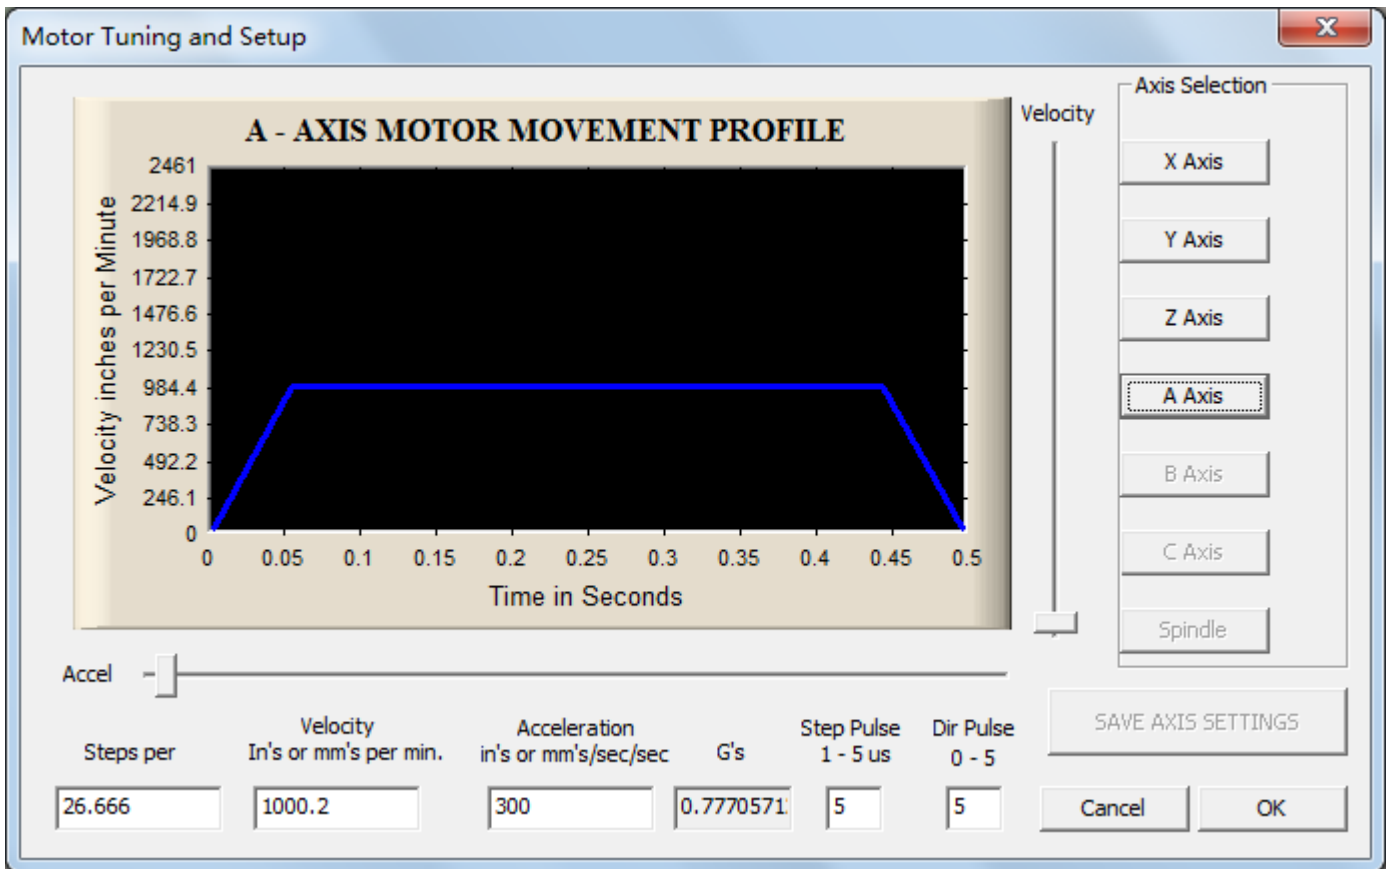 Motor Tuning and Setup
A - AXIS MOTOR MOVEMENT PROFILE
Velocity inches per Minute
2461
2214.9
1968.8
1722.7
1476.6
1230.5
984.4
738.3
492.2
246.1
0
0 0.05 0.1 0.15 0.2 0.25 0.3 0.35 0.4 0.45 0.5
Time in Seconds
Velocity
Axis Selection
X Axis
Y Axis
Z Axis
A Axis
B Axis
C Axis
Spindle
Accel
SAVE AXIS SETTINGS
Steps per
26.666
Velocity
In's or mm's per min.
1000.2
Acceleration
in's or mm's/sec/sec
300
G's
0.7770571
Step Pulse
1 - 5 us
5
Dir Pulse
0 - 5
5
Cancel
OK